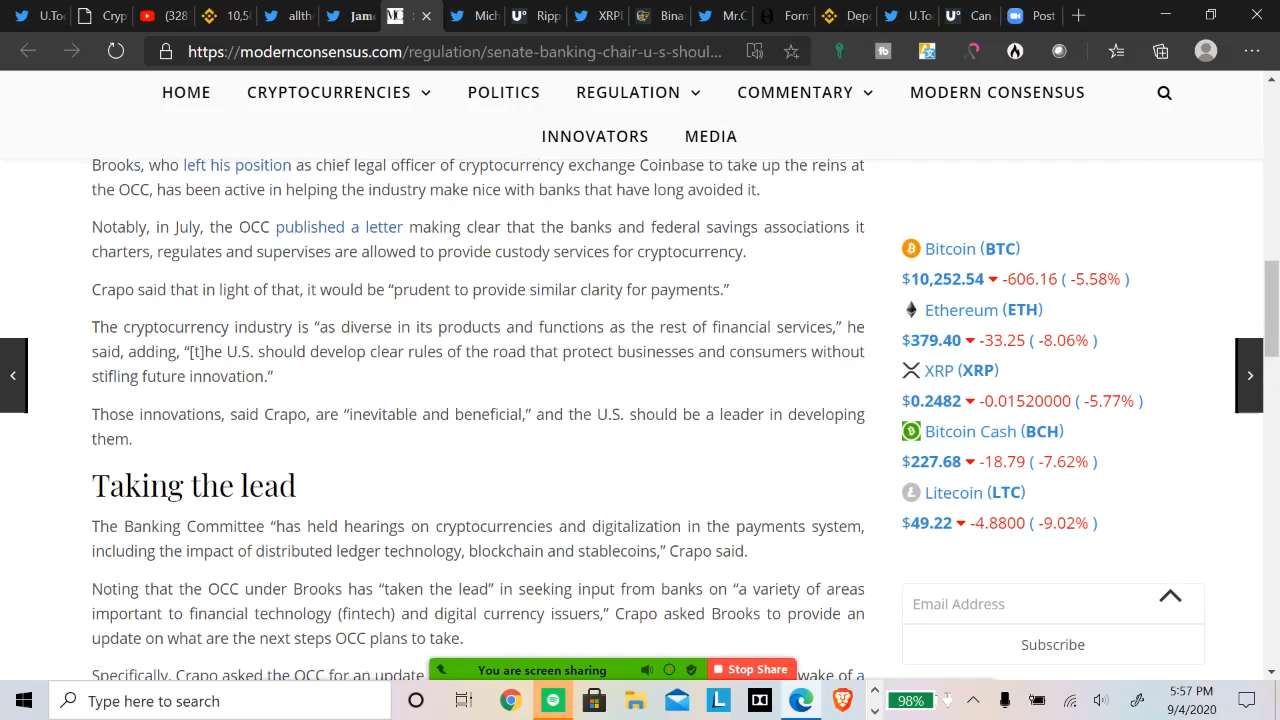 U.To
Cryp
(328
10,5
allth
Jame
MC
S
Mich
Ripp
XRPI
Bina
Mr.C
Form
Depo
U.To
Can
Post
https://modernconsensus.com/regulation/senate-banking-chair-u-s-shoul...
HOME
CRYPTOCURRENCIES
POLITICS
REGULATION
COMMENTARY
MODERN CONSENSUS
INNOVATORS
MEDIA
Brooks, who left his position as chief legal officer of cryptocurrency exchange Coinbase to take up the reins at
the OCC, has been active in helping the industry make nice with banks that have long avoided it.
Notably, in July, the OCC published a letter making clear that the banks and federal savings associations it
charters, regulates and supervises are allowed to provide custody services for cryptocurrency.
Crapo said that in light of that, it would be “prudent to provide similar clarity for payments.”
The cryptocurrency industry is “as diverse in its products and functions as the rest of financial services,” he
said, adding, “[t]he U.S. should develop clear rules of the road that protect businesses and consumers without
stifling future innovation.”
Those innovations, said Crapo, are “inevitable and beneficial,” and the U.S. should be a leader in developing
them.
Taking the lead
The Banking Committee “has held hearings on cryptocurrencies and digitalization in the payments system,
including the impact of distributed ledger technology, blockchain and stablecoins,” Crapo said.
Noting that the OCC under Brooks has “taken the lead” in seeking input from banks on “a variety of areas
important to financial technology (fintech) and digital currency issuers,” Crapo asked Brooks to provide an
update on what are the next steps OCC plans to take.
Specifically, Crapo asked the OCC for an update
wake of a
Bitcoin (BTC)
$10,252.54 -606.16 ( -5.58% )
Ethereum (ETH)
$379.40 -33.25 ( -8.06% )
XRP (XRP)
$0.2482 -0.01520000 ( -5.77% )
Bitcoin Cash (BCH)
$227.68 -18.79 ( -7.62% )
Litecoin (LTC)
$49.22 -4.8800 ( -9.02% )
Email Address
Subscribe
You are screen sharing
Stop Share
Type here to search
98%
5:57 PM
9/4/2020